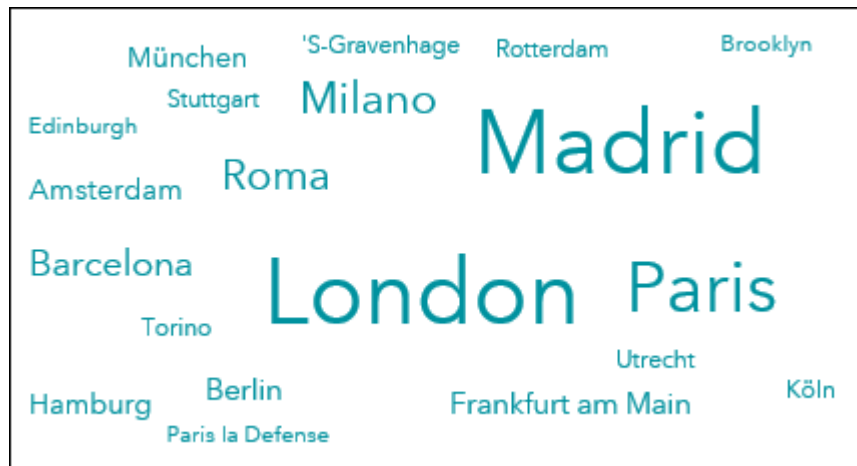 'S-Gravenhage
Rotterdam
Brooklyn
München
Stuttgart
Milano
Edinburgh
Madrid
Roma
Amsterdam
Barcelona
London
Paris
Torino
Utrecht
Berlin
Köln
Hamburg
Frankfurt am Main
Paris la Defense